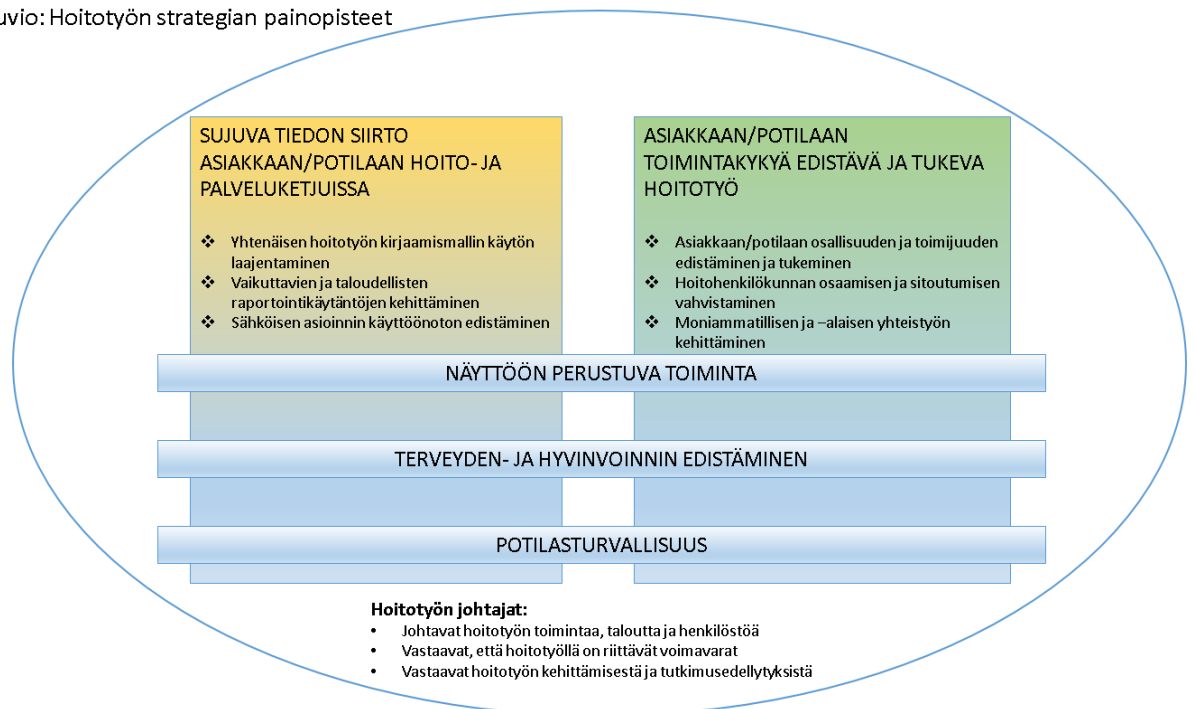 uvio: Hoitotyön strategian painopisteet
SUJUVA TIEDON SIIRTO
ASIAKKAAN/POTILAAN HOITO- JA
PALVELUKETJUISSA
❖ Yhtenäisen hoitotyön kirjaamismallin käytön
laajentaminen
❖ Vaikuttavien ja taloudellisten
raportointikäytäntöjen kehittäminen
❖ Sähköisen asioinnin käyttöönoton edistäminen
ASIAKKAAN/POTILAAN
TOIMINTAKYKYÄ EDISTÄVÄ JA TUKEVA
HOITOTYÖ
❖ Asiakkaan/potilaan osallisuuden ja toimijuuden
edistäminen ja tukeminen
❖ Hoitohenkilökunnan osaamisen ja sitoutumisen
vahvistaminen
❖ Moniammatillisen ja –alaisen yhteistyön
kehittäminen
NÄYTTÖÖN PERUSTUVA TOIMINTA
TERVEYDEN- JA HYVINVOINNIN EDISTÄMINEN
POTILASTURVALLISUUS
Hoitotyön johtajat:
• Johtavat hoitotyön toimintaa, taloutta ja henkilöstöä
• Vastaavat, että hoitotyöllä on riittävät voimavarat
• Vastaavat hoitotyön kehittämisestä ja tutkimusedellytyksistä